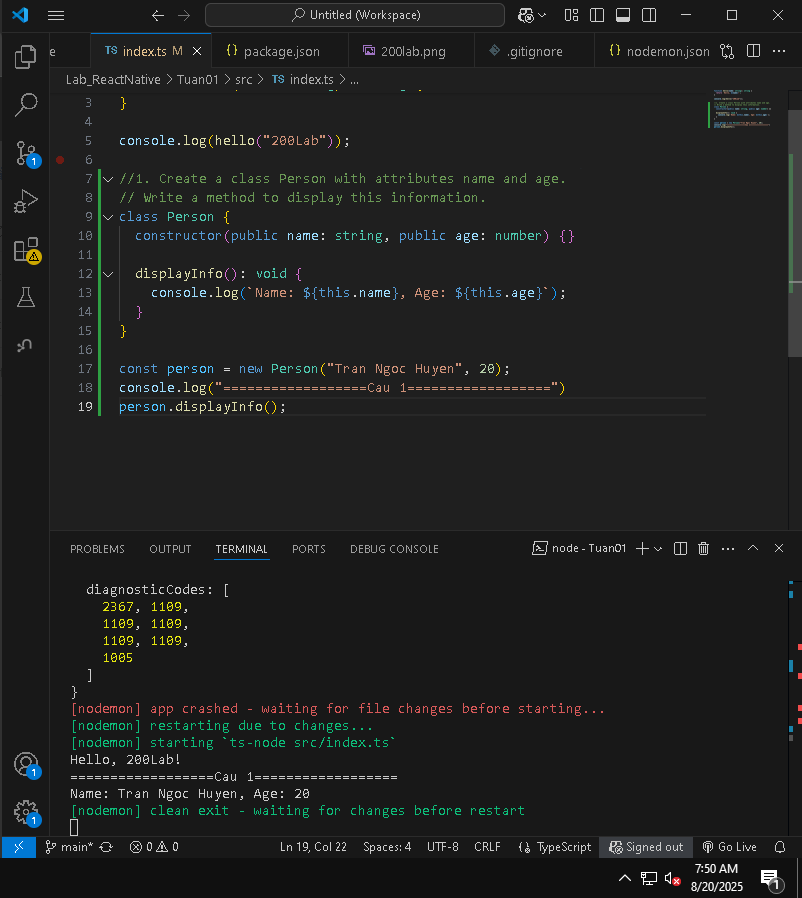 Untitled (Workspace)
e
TS index.ts M
{} package.json
200lab.png
.gitignore
{} nodemon.json
Lab_ReactNative > Tuan01 > src > TS index.ts > ...
3 }
4
5 console.log(hello("200Lab"));
6
7 //1. Create a class Person with attributes name and age.
8 // Write a method to display this information.
9 class Person {
10 constructor(public name: string, public age: number) {}
11
12 displayInfo(): void {
13 console.log(`Name: ${this.name}, Age: ${this.age}`);
14 }
15 }
16
17 const person = new Person("Tran Ngoc Huyen", 20);
18 console.log("==================Cau 1==================")
19 person.displayInfo();
1
PROBLEMS OUTPUT TERMINAL PORTS DEBUG CONSOLE
node - Tuan01
diagnosticCodes: [
2367, 1109,
1109, 1109,
1109, 1109,
1005
]
}
[nodemon] app crashed - waiting for file changes before starting...
[nodemon] restarting due to changes...
[nodemon] starting `ts-node src/index.ts`
Hello, 200Lab!
==================Cau 1==================
Name: Tran Ngoc Huyen, Age: 20
[nodemon] clean exit - waiting for changes before restart
1
1
main* 0 0 Ln 19, Col 22 Spaces: 4 UTF-8 CRLF {} TypeScript Signed out Go Live
7:50 AM
8/20/2025
1